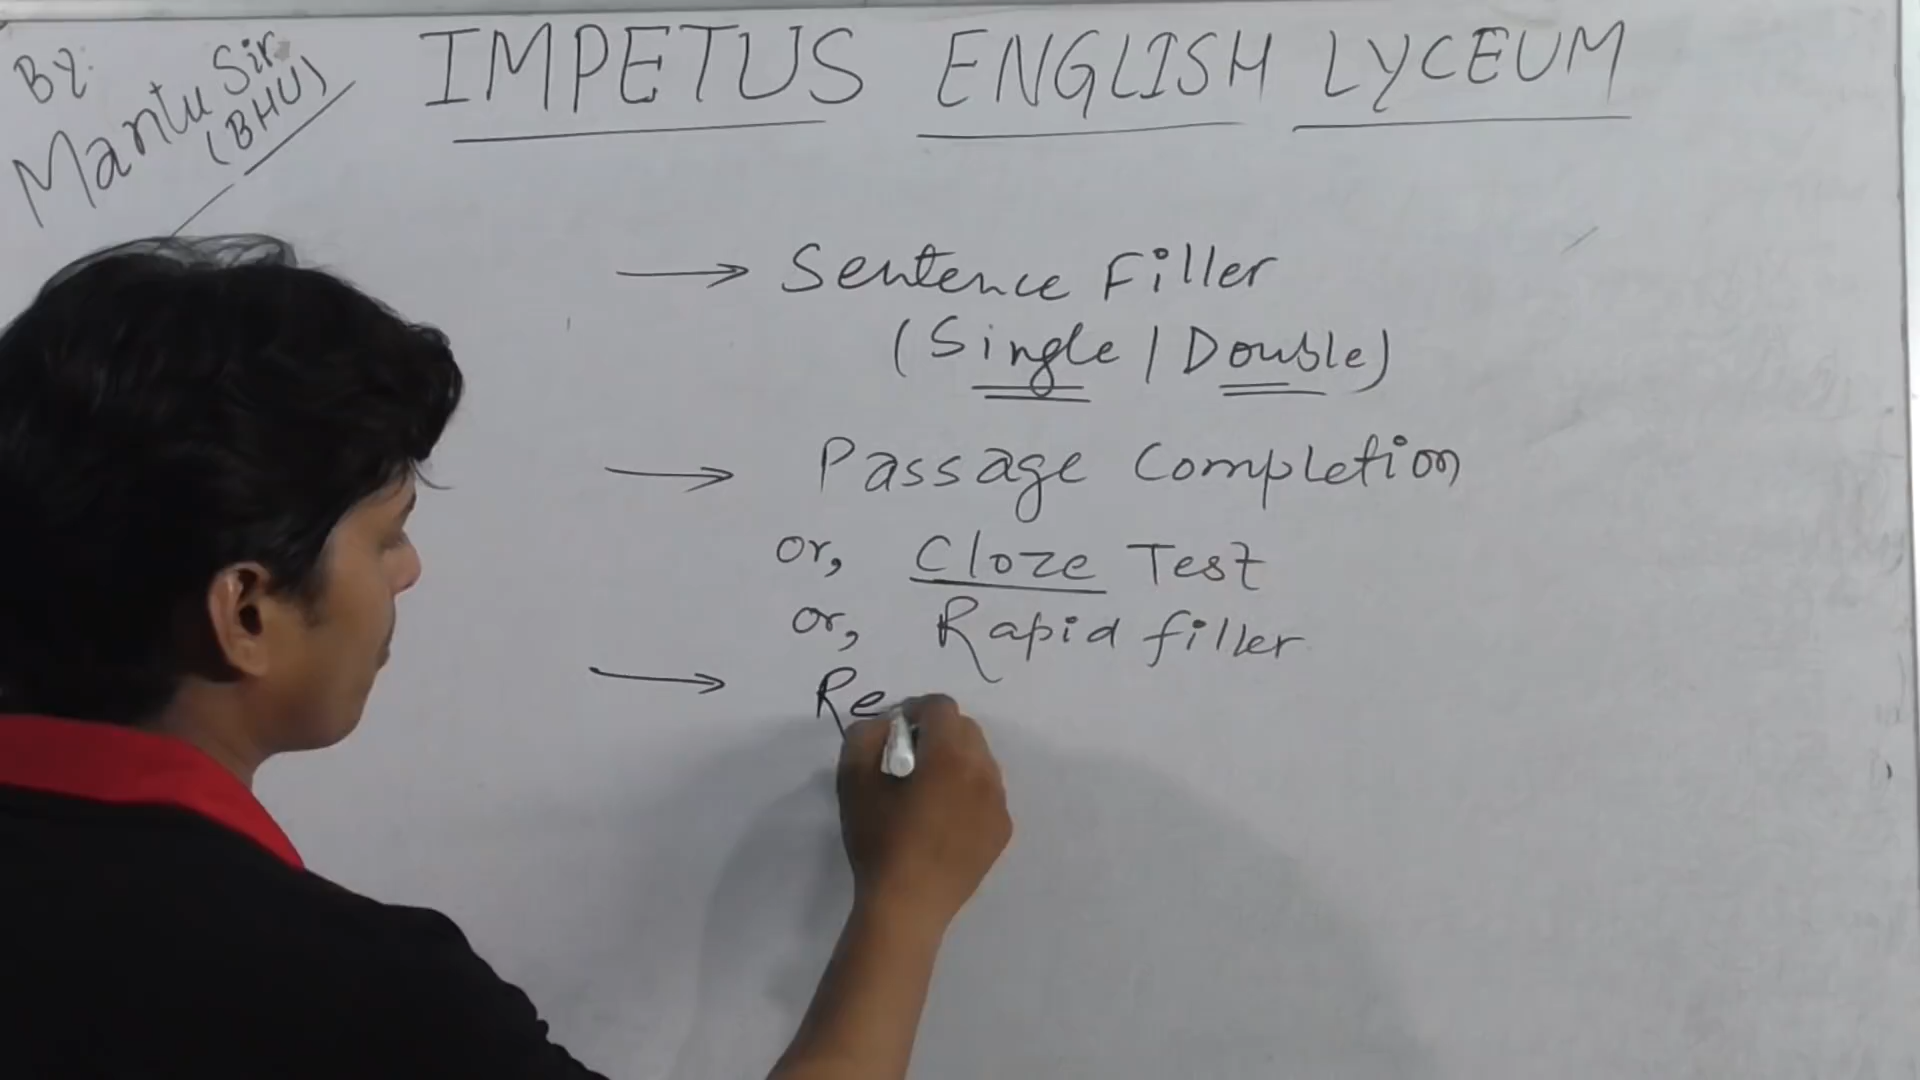 By:
Mantu Sir
(BHU)
IMPETUS ENGLISH LYCEUM
→ Sentence Filler
(Single / Double)
→ Passage Completion
or, Cloze Test
or, Rapid filler
→ Re